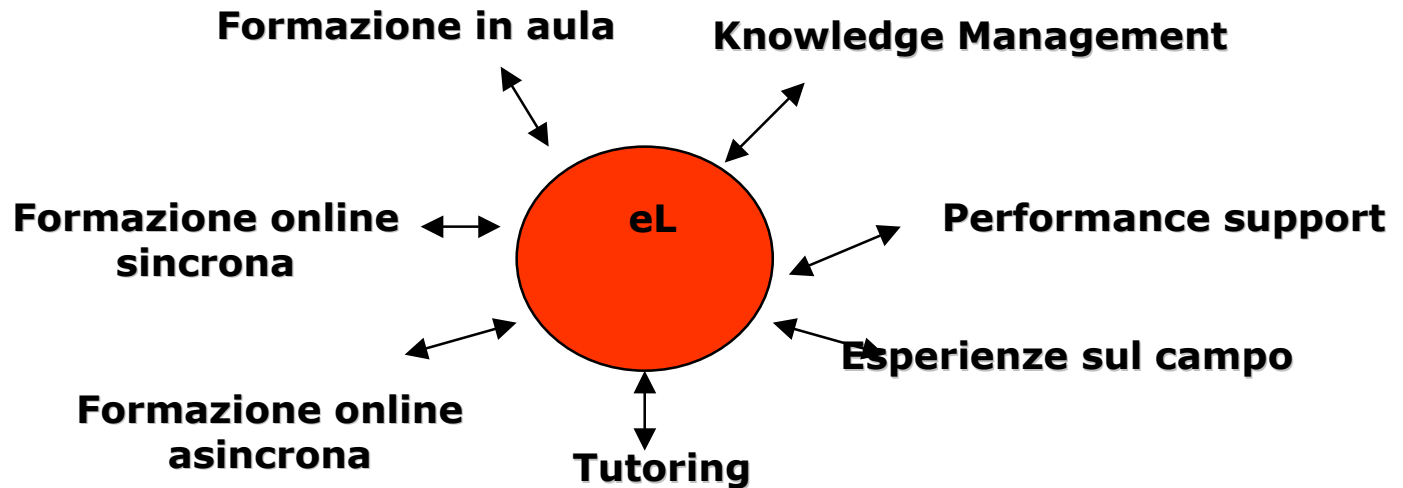 Formazione in aula
Knowledge Management
Formazione online
sincrona
eL
Performance support
Esperienze sul campo
Formazione online
asincrona
Tutoring